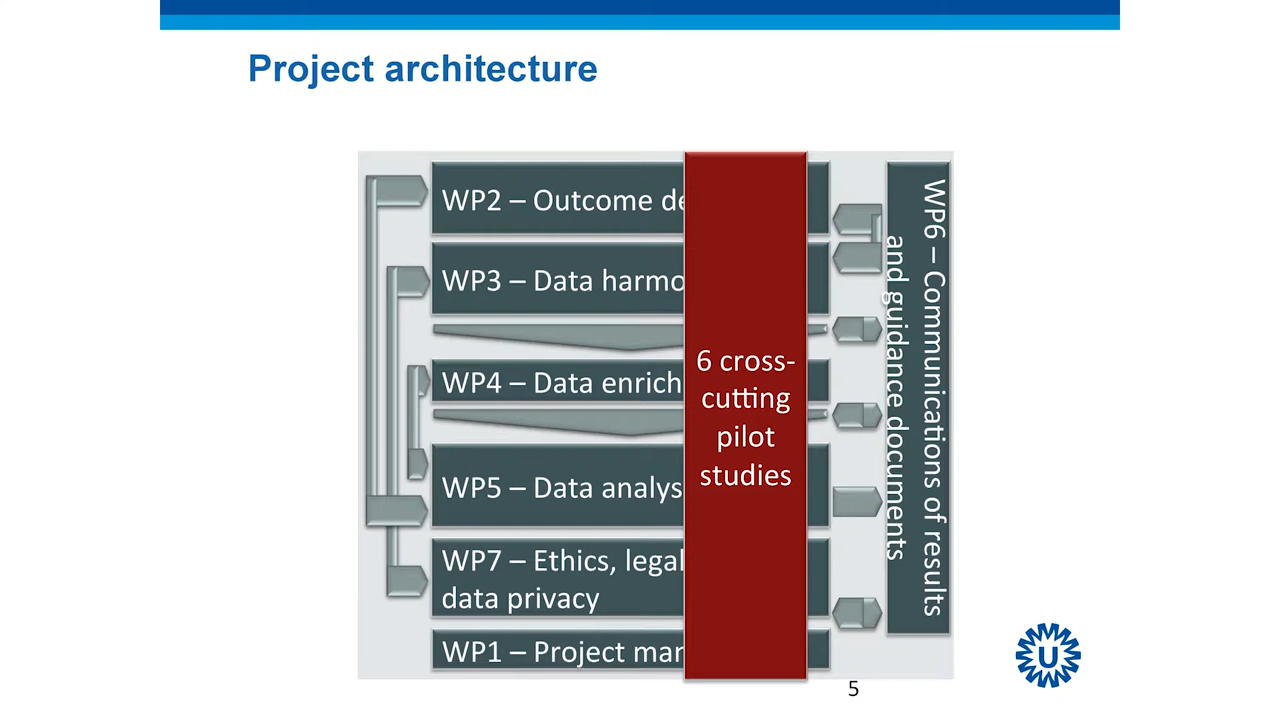 Project architecture
WP2 – Outcome de
WP3 – Data harmo
WP4 – Data enrich
WP5 – Data analys
WP7 – Ethics, legal
data privacy
WP1 – Project man
6 cross-
cutting
pilot
studies
WP6 – Communications of results
and guidance documents
U
5